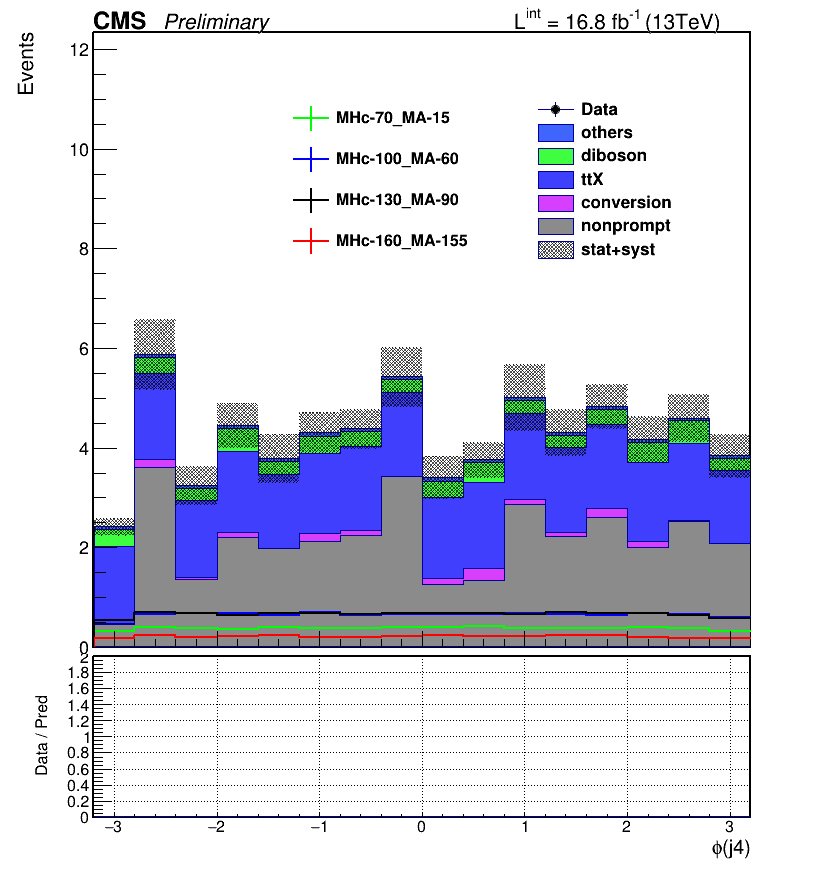 CMS Preliminary L^int = 16.8 fb^-1 (13TeV)
Events
12
10
8
6
4
2
0
MHc-70_MA-15
MHc-100_MA-60
MHc-130_MA-90
MHc-160_MA-155
Data
others
diboson
ttX
conversion
nonprompt
stat+syst
Data / Pred
2
1.8
1.6
1.4
1.2
1
0.8
0.6
0.4
0.2
0
−3 −2 −1 0 1 2 3
ϕ(j4)